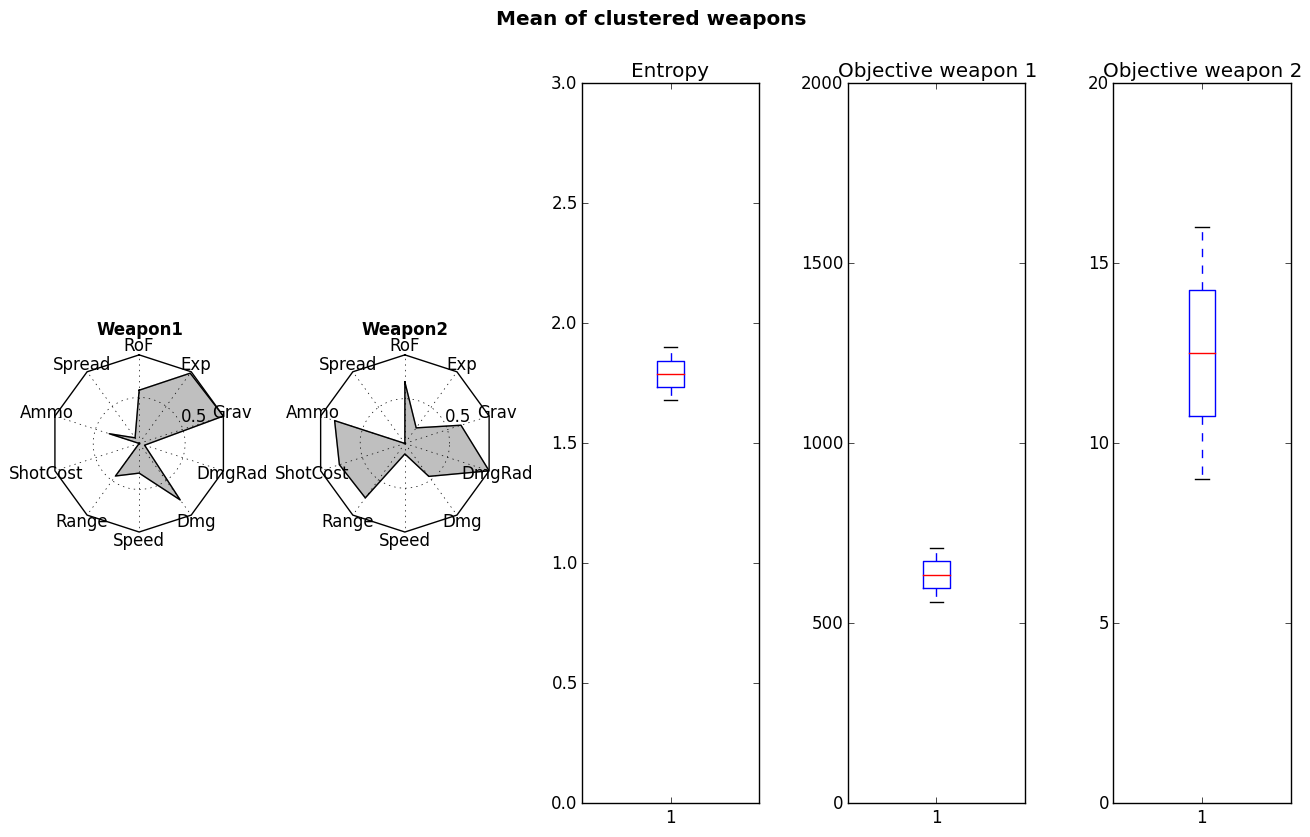 Mean of clustered weapons
Weapon1
RoF
Exp
Grav
DmgRad
Dmg
Speed
Range
ShotCost
Ammo
Spread
0.5
Weapon2
RoF
Exp
Grav
DmgRad
Dmg
Speed
Range
ShotCost
Ammo
Spread
0.5
Entropy
3.0
2.5
2.0
1.5
1.0
0.5
0.0
1
Objective weapon 1
2000
1500
1000
500
0
1
Objective weapon 2
20
15
10
5
0
1